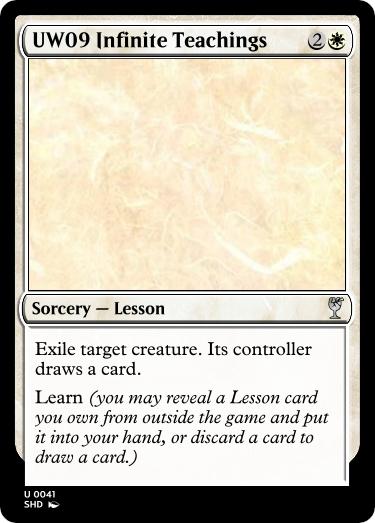 UW09 Infinite Teachings 2
Sorcery — Lesson
Exile target creature. Its controller
draws a card.
Learn (you may reveal a Lesson card
you own from outside the game and put
it into your hand, or discard a card to
draw a card.)
U 0041
SHD